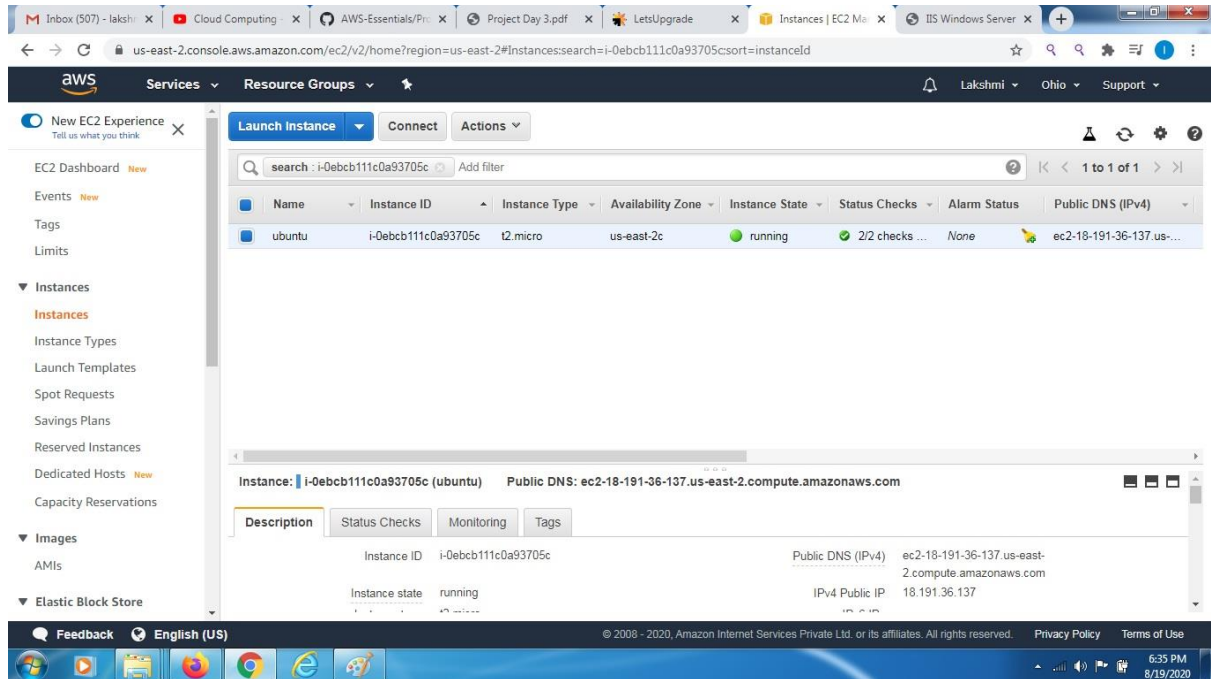 Inbox (507) - lakshm
Cloud Computing -
AWS-Essentials/Pro
Project Day 3.pdf
LetsUpgrade
Instances | EC2 Ma
IIS Windows Server
us-east-2.console.aws.amazon.com/ec2/v2/home?region=us-east-2#Instances:search=i-0ebcb111c0a93705c;sort=instanceId
aws Services Resource Groups Lakshmi Ohio Support
New EC2 Experience
Tell us what you think
EC2 Dashboard New
Events New
Tags
Limits
Instances
Instances
Instance Types
Launch Templates
Spot Requests
Savings Plans
Reserved Instances
Dedicated Hosts New
Capacity Reservations
Images
AMIs
Elastic Block Store
Launch Instance Connect Actions
search : i-0ebcb111c0a93705c Add filter 1 to 1 of 1
Name Instance ID Instance Type Availability Zone Instance State Status Checks Alarm Status Public DNS (IPv4)
ubuntu i-0ebcb111c0a93705c t2.micro us-east-2c running 2/2 checks ... None ec2-18-191-36-137.us-...
Instance: i-0ebcb111c0a93705c (ubuntu) Public DNS: ec2-18-191-36-137.us-east-2.compute.amazonaws.com
Description Status Checks Monitoring Tags
Instance ID i-0ebcb111c0a93705c Public DNS (IPv4) ec2-18-191-36-137.us-east-
2.compute.amazonaws.com
Instance state running IPv4 Public IP 18.191.36.137
Feedback English (US) © 2008 - 2020, Amazon Internet Services Private Ltd. or its affiliates. All rights reserved. Privacy Policy Terms of Use
6:35 PM
8/19/2020